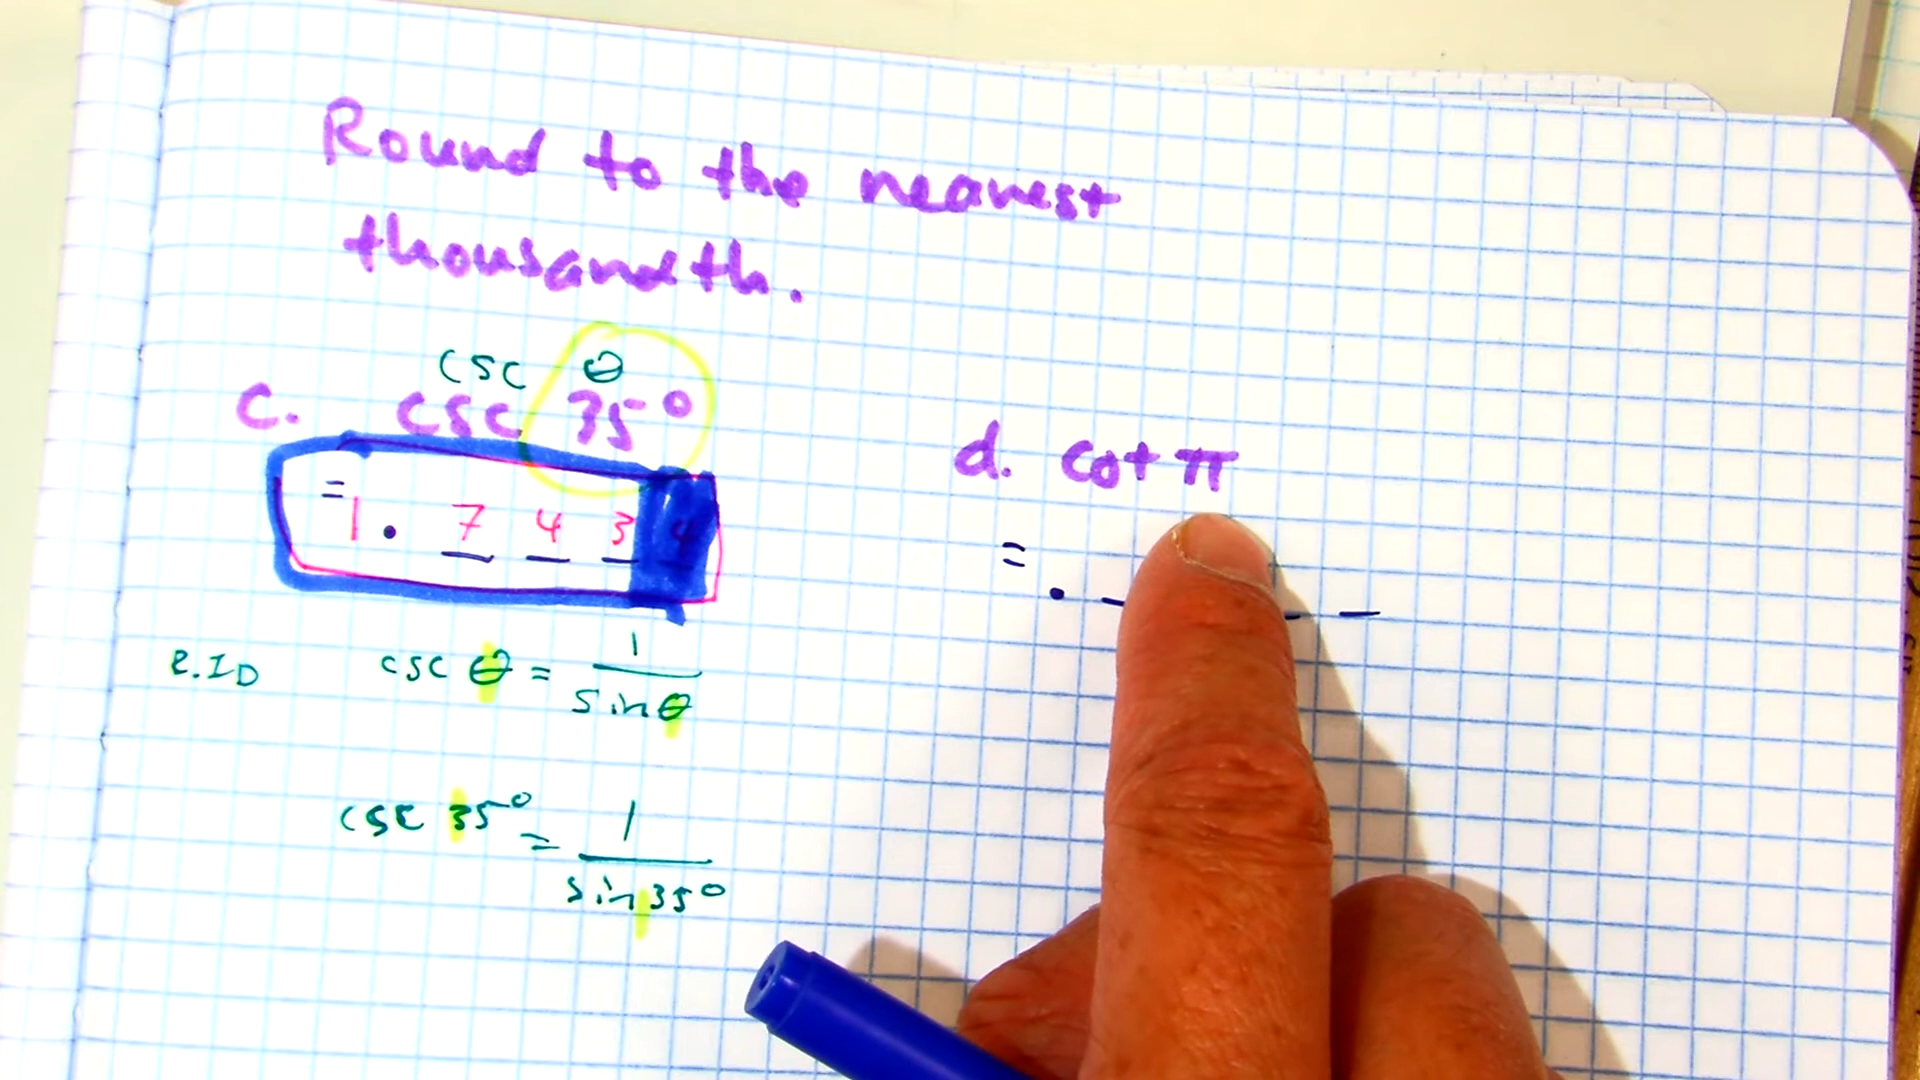 Round to the nearest
thousandth.
csc θ
c. csc 35°
= 1.743
R.ID csc θ = 1 / sin θ
csc 35° = 1 / sin 35°
d. cot π
= .